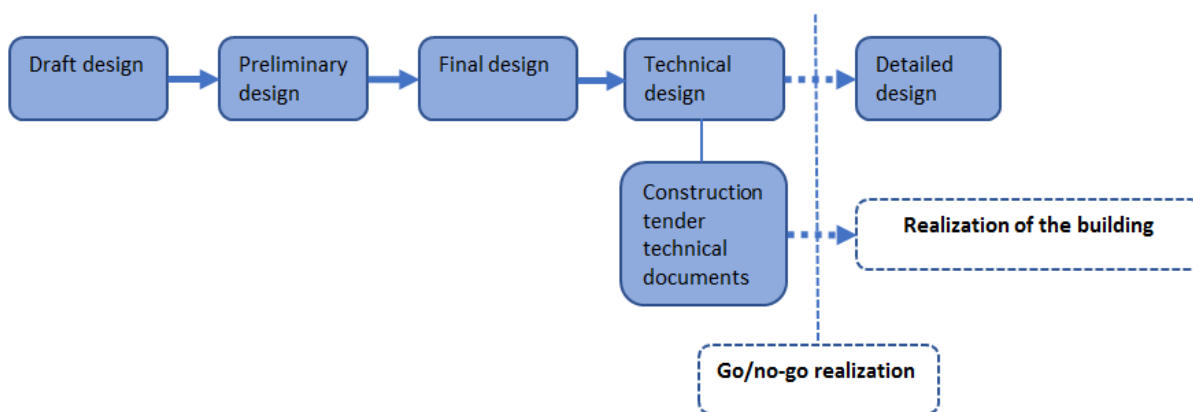 Draft design
Preliminary
design
Final design
Technical
design
Detailed
design
Construction
tender
technical
documents
Realization of the building
Go/no-go realization